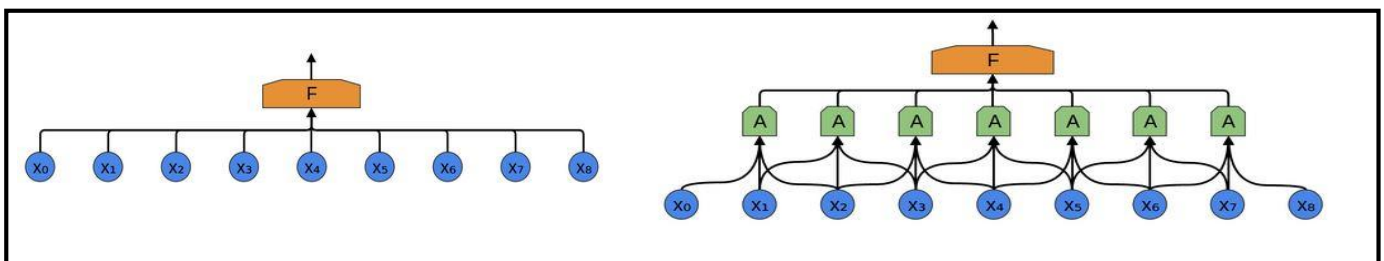 F
F
A A A A A A A
X₀ X₁ X₂ X₃ X₄ X₅ X₆ X₇ X₈
X₀ X₁ X₂ X₃ X₄ X₅ X₆ X₇ X₈